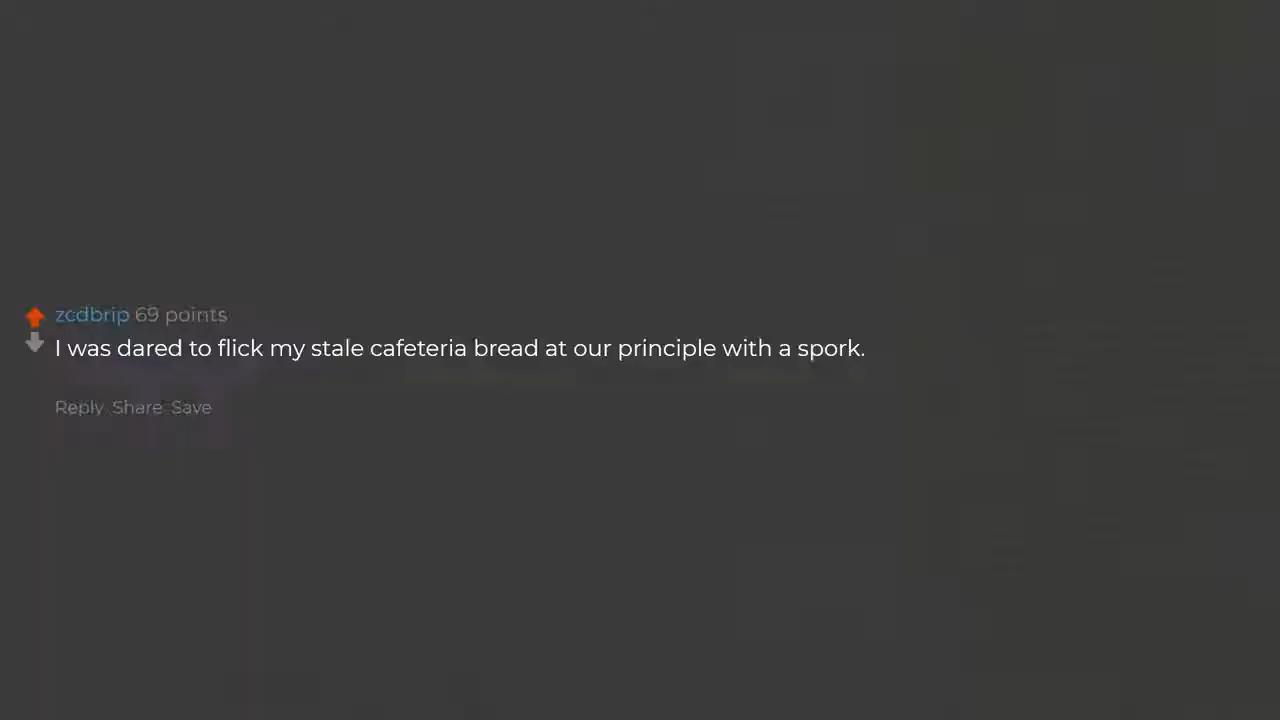 zcdbrip 69 points
I was dared to flick my stale cafeteria bread at our principle with a spork.
Reply Share Save